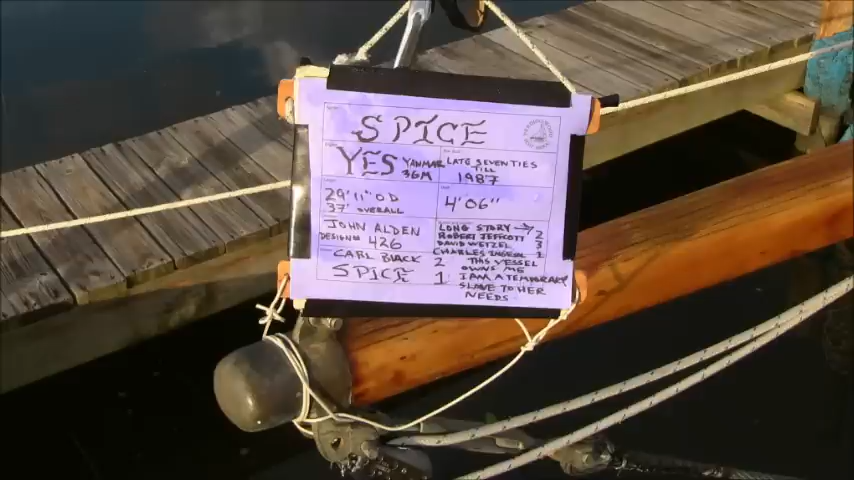 SPICE
YES YANMAR LATE SEVENTIES
36M TILL
1987
29'11" OD 4'06"
37' OVERALL
JOHN ALDEN LONG STORY → 2
DESIGN# 426 ROBERT JEFFCOTT 2
DAVID WETZEL 3
CHARLES 1
CARL BLACK 2 THIS VESSEL
SPICE 1 OWNS ME
I AM A TEMPORARY
SLAVE TO HER
NEEDS